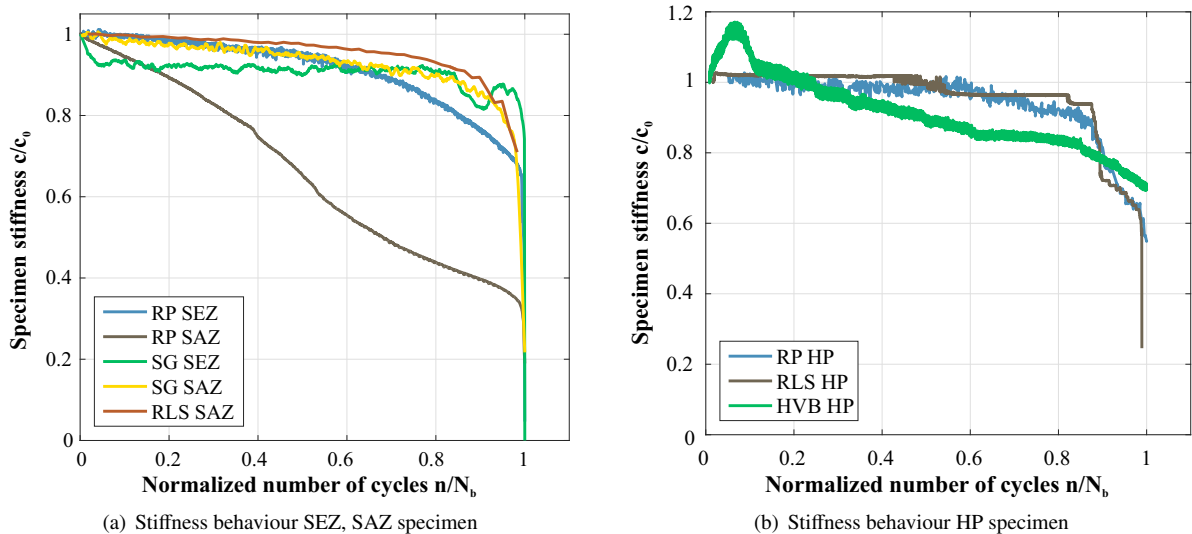 1
0.8
0.6
0.4
0.2
0
Specimen stiffness c/c₀
RP SEZ
RP SAZ
SG SEZ
SG SAZ
RLS SAZ
0 0.2 0.4 0.6 0.8 1
Normalized number of cycles n/N_b
(a) Stiffness behaviour SEZ, SAZ specimen
1.2
1
0.8
0.6
0.4
0.2
0
Specimen stiffness c/c₀
RP HP
RLS HP
HVB HP
0 0.2 0.4 0.6 0.8 1
Normalized number of cycles n/N_b
(b) Stiffness behaviour HP specimen